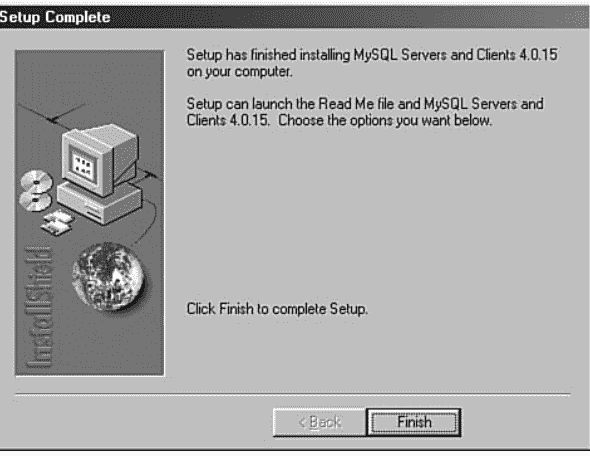 Setup Complete
Setup has finished installing MySQL Servers and Clients 4.0.15
on your computer.
Setup can launch the Read Me file and MySQL Servers and
Clients 4.0.15. Choose the options you want below.
InstallShield
Click Finish to complete Setup.
< Back
Finish